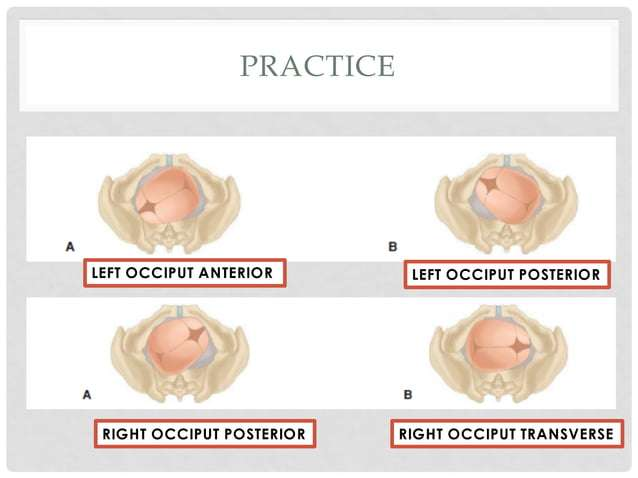 PRACTICE
A
B
LEFT OCCIPUT ANTERIOR
LEFT OCCIPUT POSTERIOR
A
B
RIGHT OCCIPUT POSTERIOR
RIGHT OCCIPUT TRANSVERSE